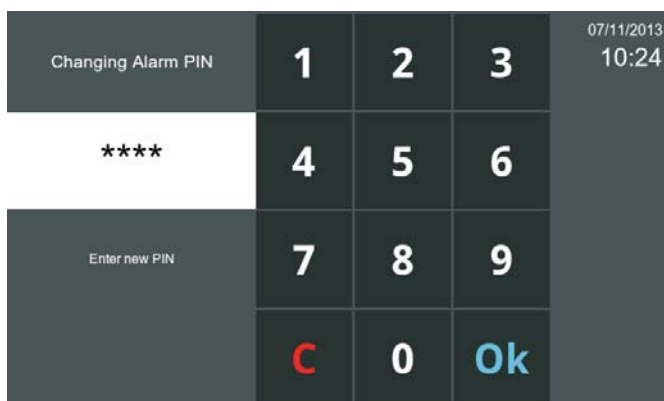 Changing Alarm PIN
1 2 3
07/11/2013
10:24
****
4 5 6
Enter new PIN
7 8 9
C 0 Ok